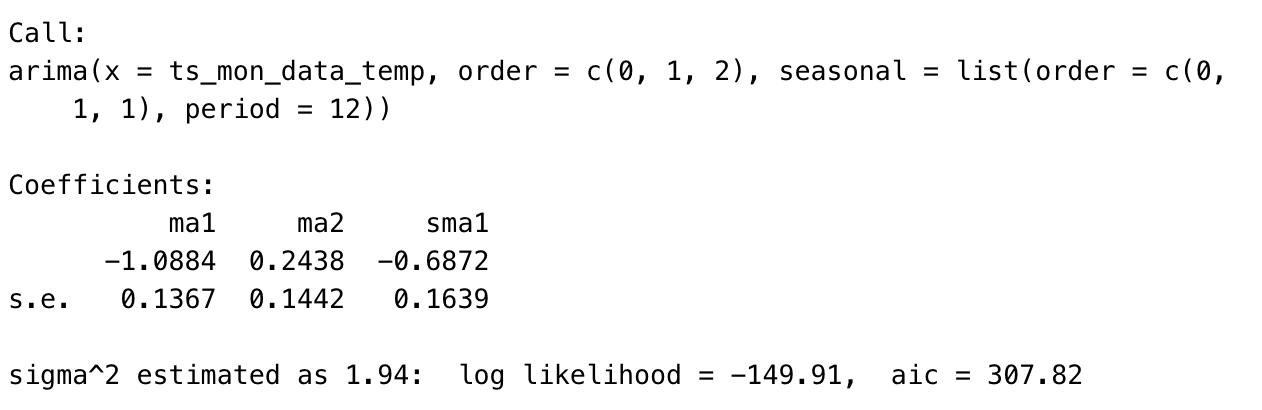 Call:
arima(x = ts_mon_data_temp, order = c(0, 1, 2), seasonal = list(order = c(0,
    1, 1), period = 12))
Coefficients:
          ma1     ma2     sma1
      −1.0884  0.2438  −0.6872
s.e.   0.1367  0.1442   0.1639
sigma^2 estimated as 1.94:  log likelihood = −149.91,  aic = 307.82